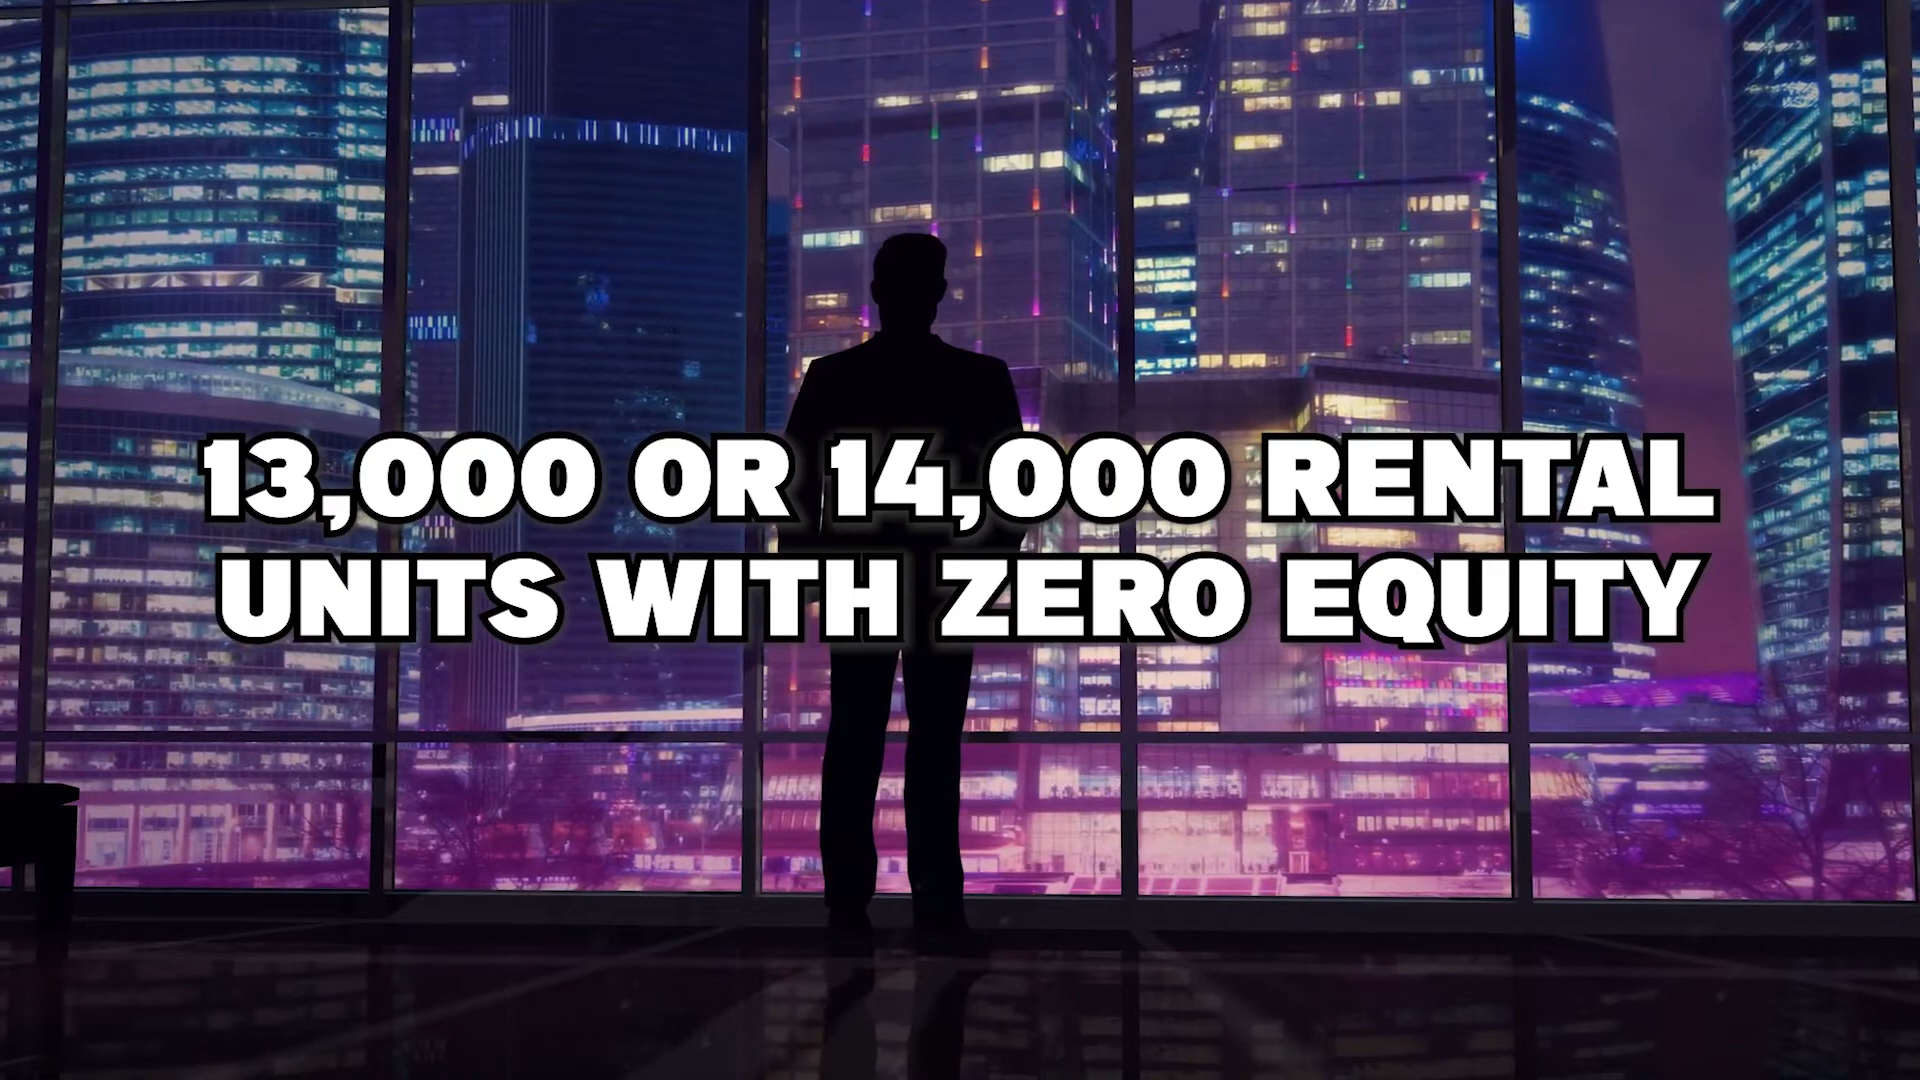 13,000 OR 14,000 RENTAL
UNITS WITH ZERO EQUITY